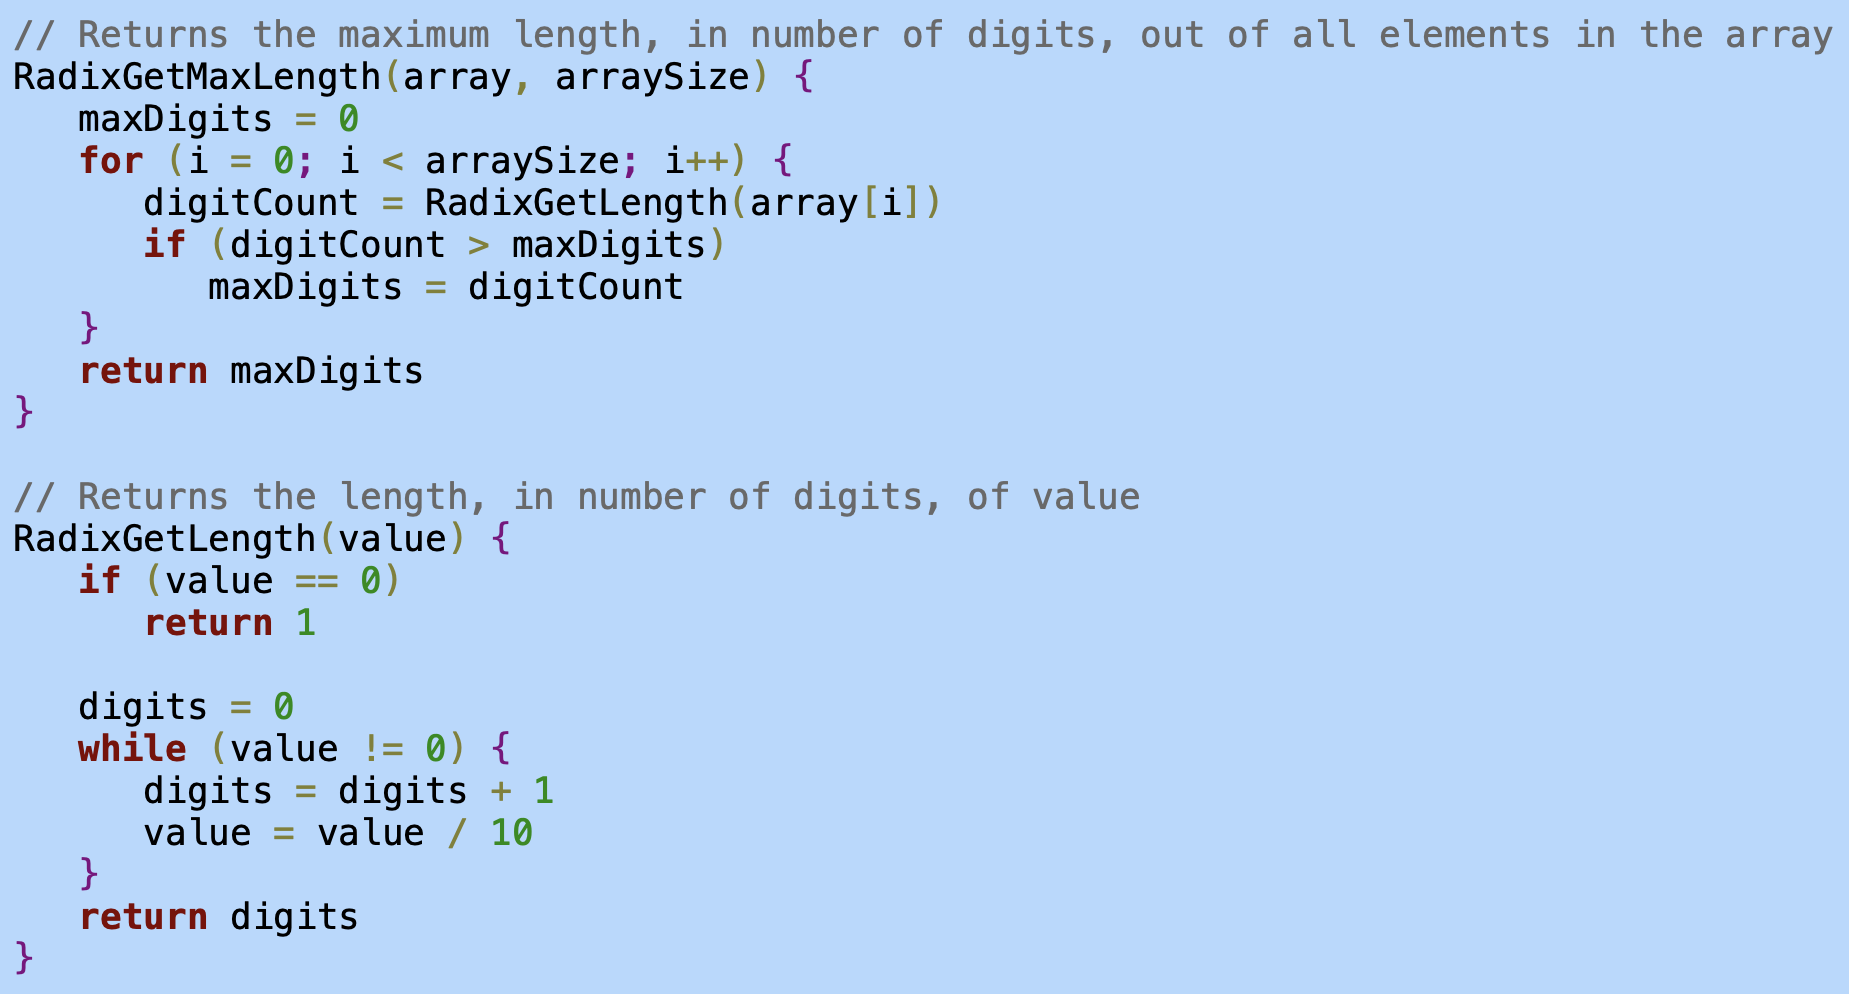 // Returns the maximum length, in number of digits, out of all elements in the array
RadixGetMaxLength(array, arraySize) {
   maxDigits = 0
   for (i = 0; i < arraySize; i++) {
      digitCount = RadixGetLength(array[i])
      if (digitCount > maxDigits)
         maxDigits = digitCount
   }
   return maxDigits
}

// Returns the length, in number of digits, of value
RadixGetLength(value) {
   if (value == 0)
      return 1

   digits = 0
   while (value != 0) {
      digits = digits + 1
      value = value / 10
   }
   return digits
}